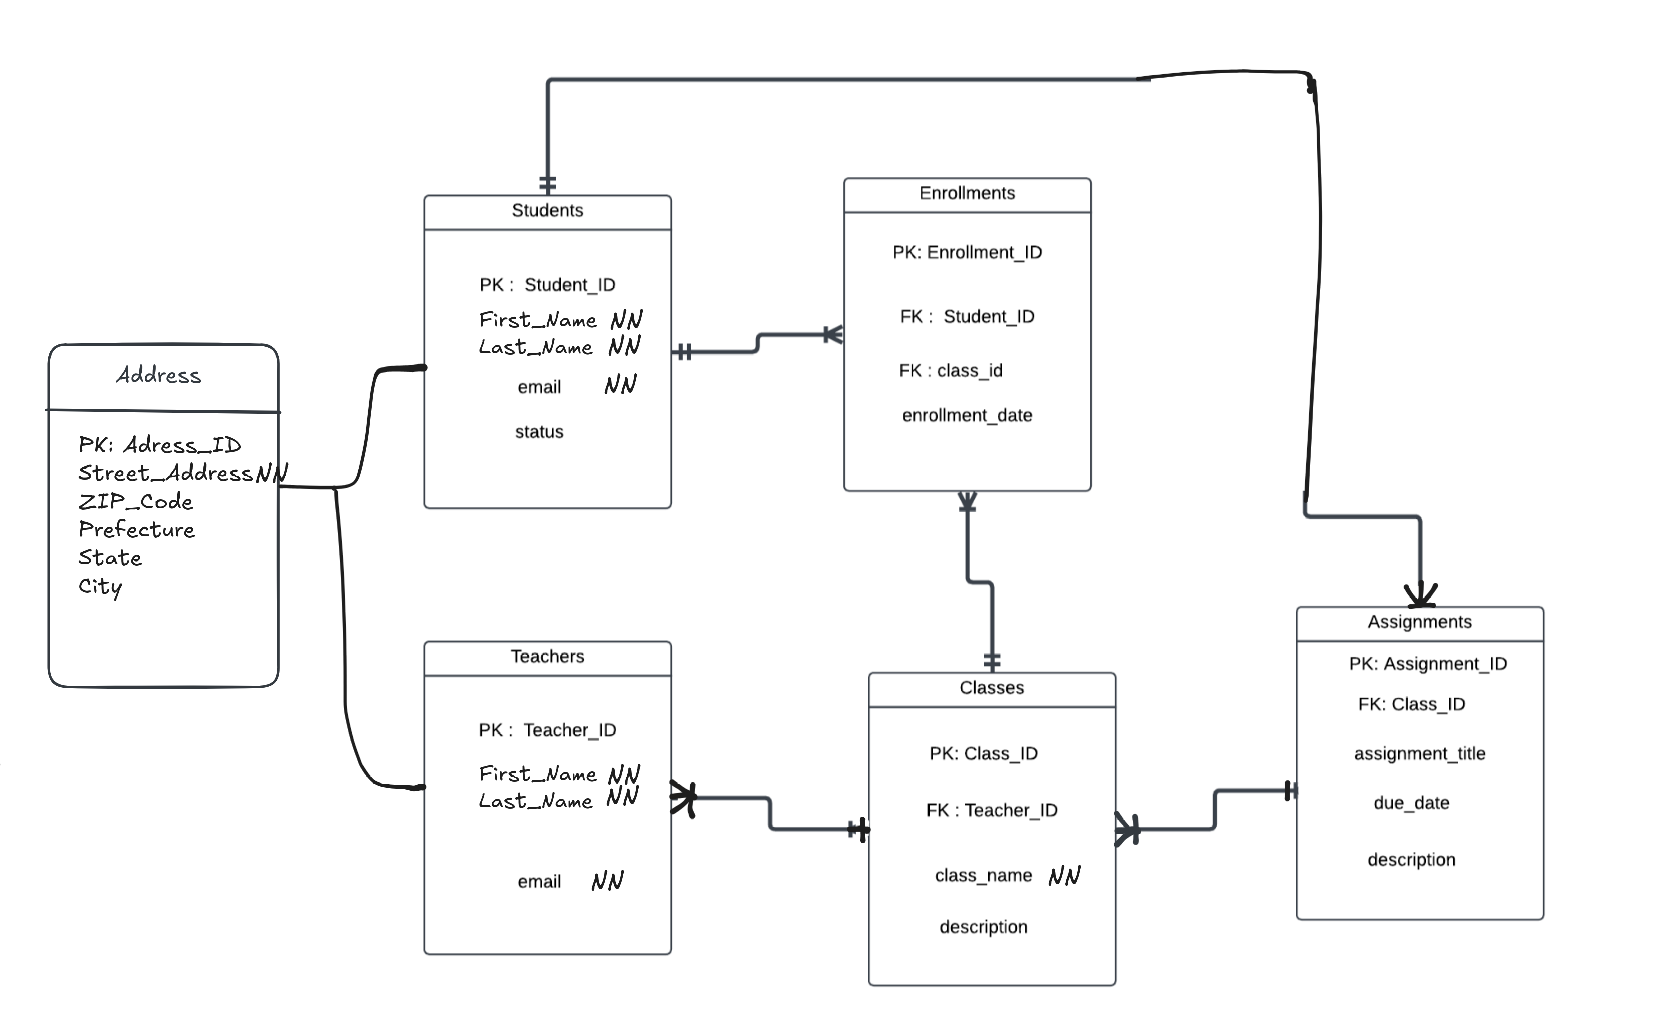 Students
PK :  Student_ID
First_Name NN
Last_Name NN
email NN
status
Enrollments
PK: Enrollment_ID
FK :  Student_ID
FK : class_id
enrollment_date
Address
PK: Adress_ID
Street_Address NN
ZIP_Code
Prefecture
State
City
Teachers
PK :  Teacher_ID
First_Name NN
Last_Name NN
email NN
Classes
PK: Class_ID
FK : Teacher_ID
class_name NN
description
Assignments
PK: Assignment_ID
FK: Class_ID
assignment_title
due_date
description